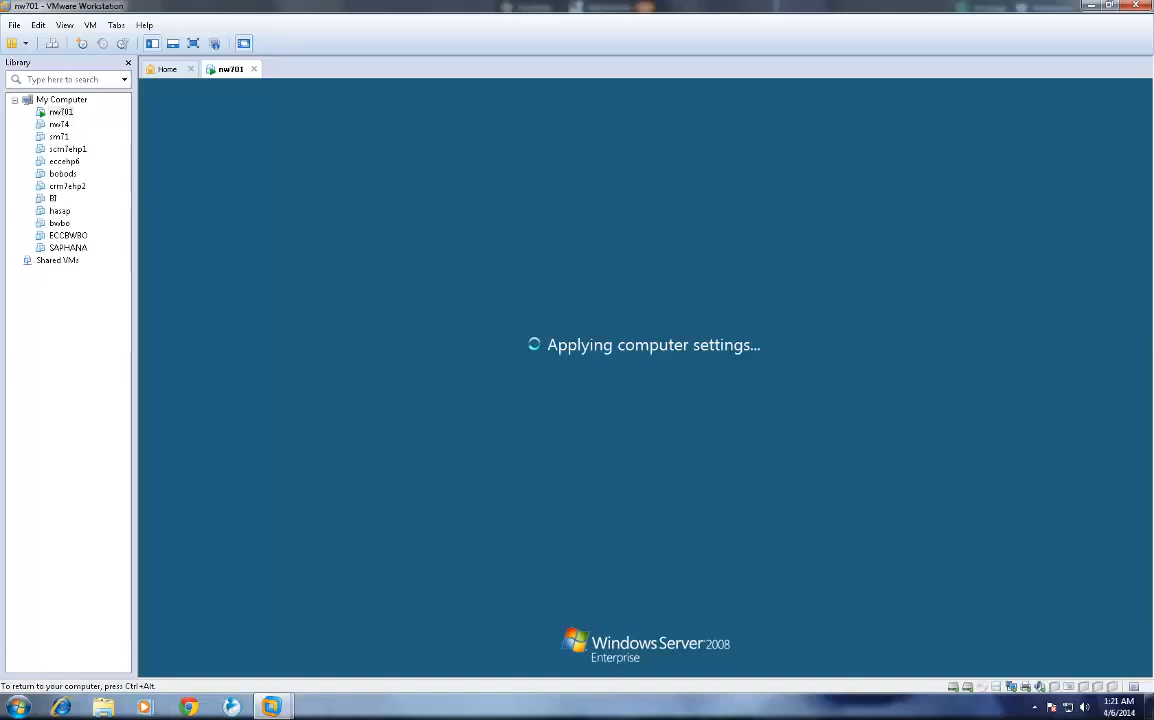 nw701 - VMware Workstation
File Edit View VM Tabs Help
Library
Type here to search
Home
nw701
My Computer
nw701
nw74
sm71
scm7ehp1
eccehp6
bobods
crm7ehp2
BI
hasap
bwbo
ECCBWBO
SAPHANA
Shared VMs
Applying computer settings...
Windows Server 2008
Enterprise
To return to your computer, press Ctrl+Alt.
1:21 AM
4/6/2014